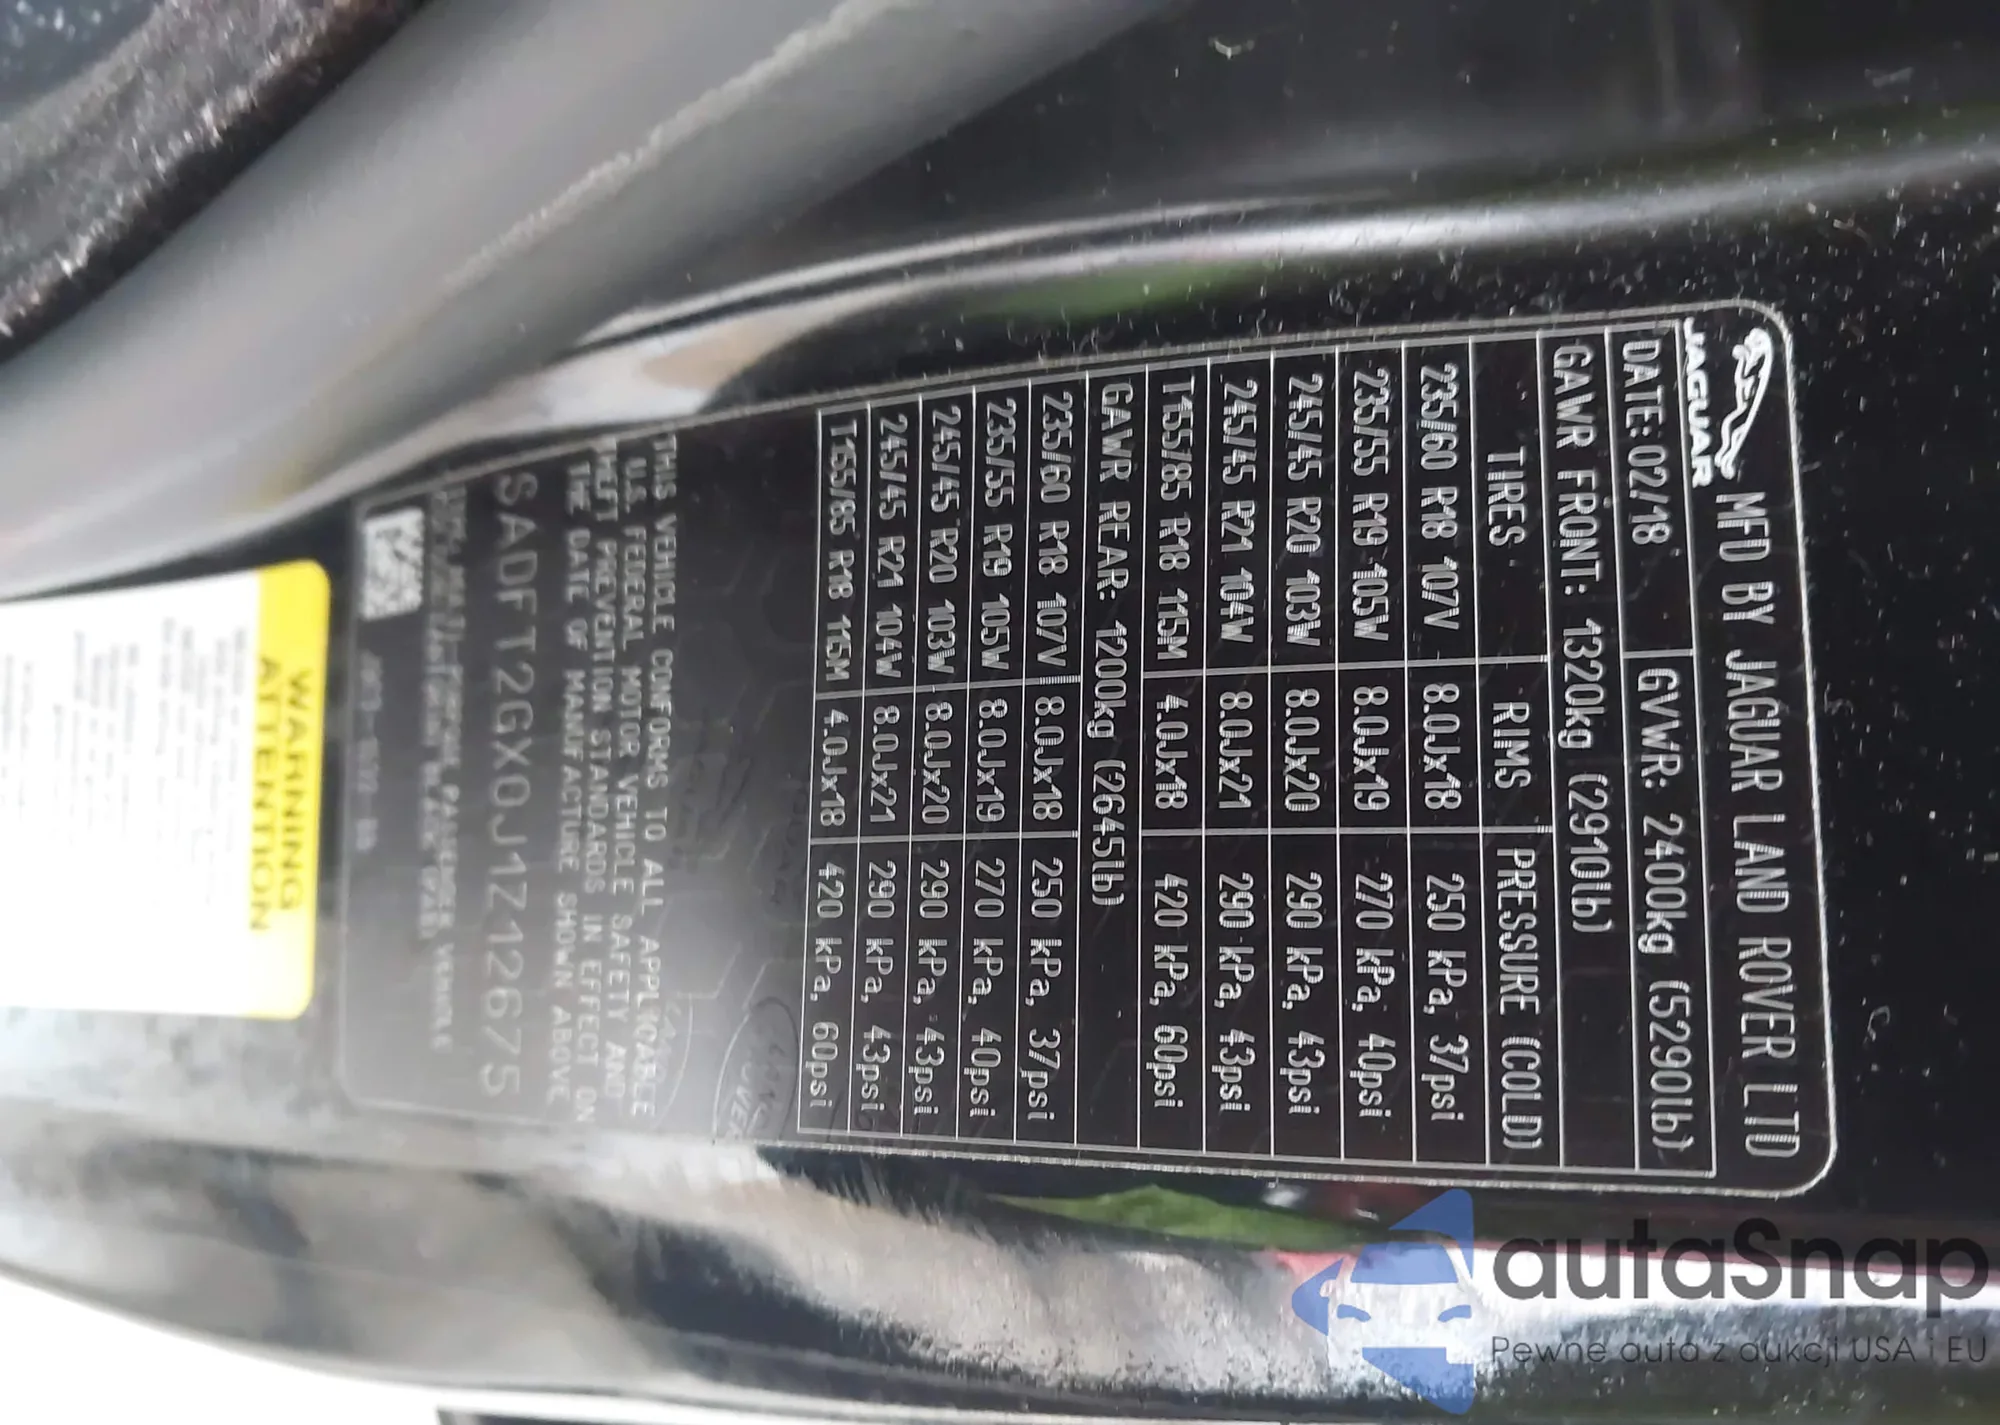 JAGUAR
MFD BY JAGUAR LAND ROVER LTD
DATE: 02/18 GVWR: 2400kg (5290lb)
GAWR FRONT: 1320kg (2910lb)
TIRES RIMS PRESSURE (COLD)
235/60 R18 107V 8.0Jx18 250 kPa, 37psi
235/55 R19 105W 8.0Jx19 270 kPa, 40psi
245/45 R20 103W 8.0Jx20 290 kPa, 43psi
245/45 R21 104W 8.0Jx21 290 kPa, 43psi
T155/85 R18 115M 4.0Jx18 420 kPa, 60psi
GAWR REAR: 1200kg (2645lb)
235/60 R18 107V 8.0Jx18 250 kPa, 37psi
235/55 R19 105W 8.0Jx19 270 kPa, 40psi
245/45 R20 103W 8.0Jx20 290 kPa, 43psi
245/45 R21 104W 8.0Jx21 290 kPa, 43psi
T155/85 R18 115M 4.0Jx18 420 kPa, 60psi
THIS VEHICLE CONFORMS TO ALL APPLICABLE
U.S. FEDERAL MOTOR VEHICLE SAFETY AND
THEFT PREVENTION STANDARDS IN EFFECT ON
THE DATE OF MANUFACTURE SHOWN ABOVE
SADFT2GX0J1Z12675
PASSENGER VEHICLE
WARNING
ATTENTION
autaSnap
Pewne auta z aukcji USA i EU